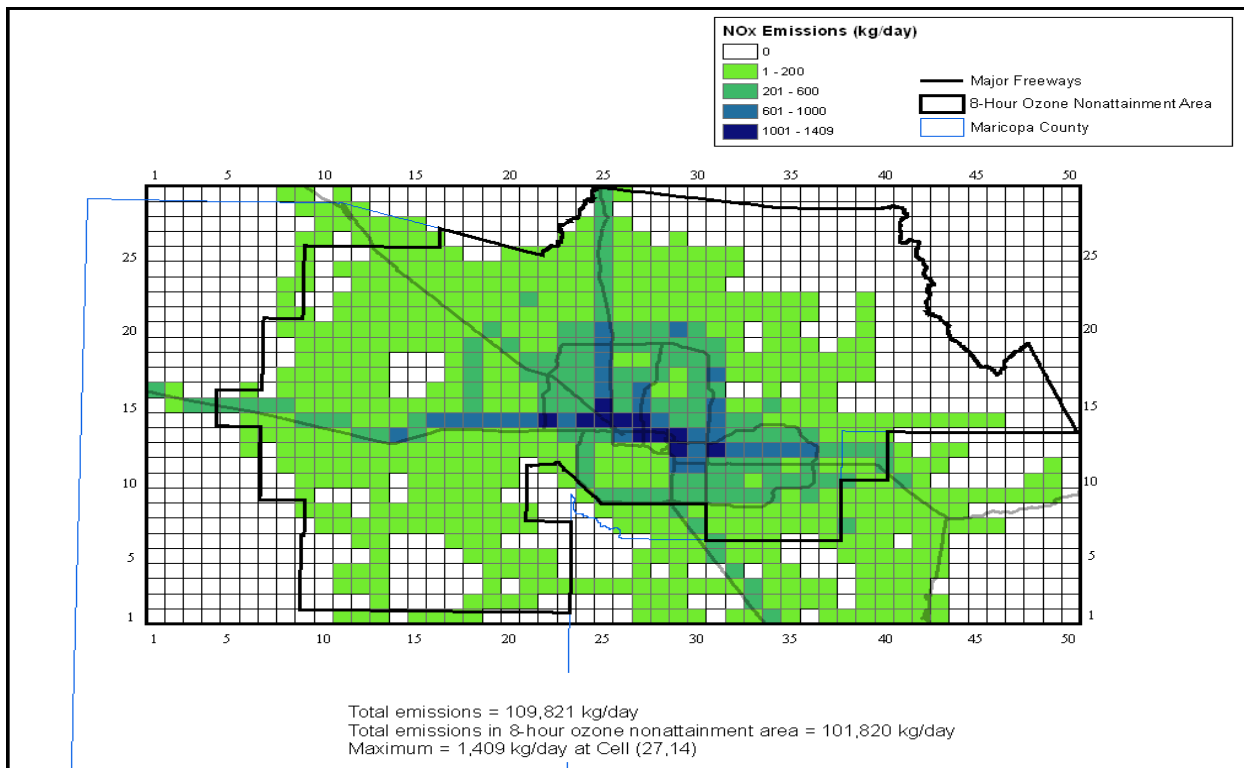 NOx Emissions (kg/day)
0
1 - 200
201 - 600
601 - 1000
1001 - 1409
Major Freeways
8-Hour Ozone Nonattainment Area
Maricopa County
1 5 10 15 20 25 30 35 40 45 50
25 25
20 20
15 15
10 10
5 5
1 1
1 5 10 15 20 25 30 35 40 45 50
Total emissions = 109,821 kg/day
Total emissions in 8-hour ozone nonattainment area = 101,820 kg/day
Maximum = 1,409 kg/day at Cell (27,14)